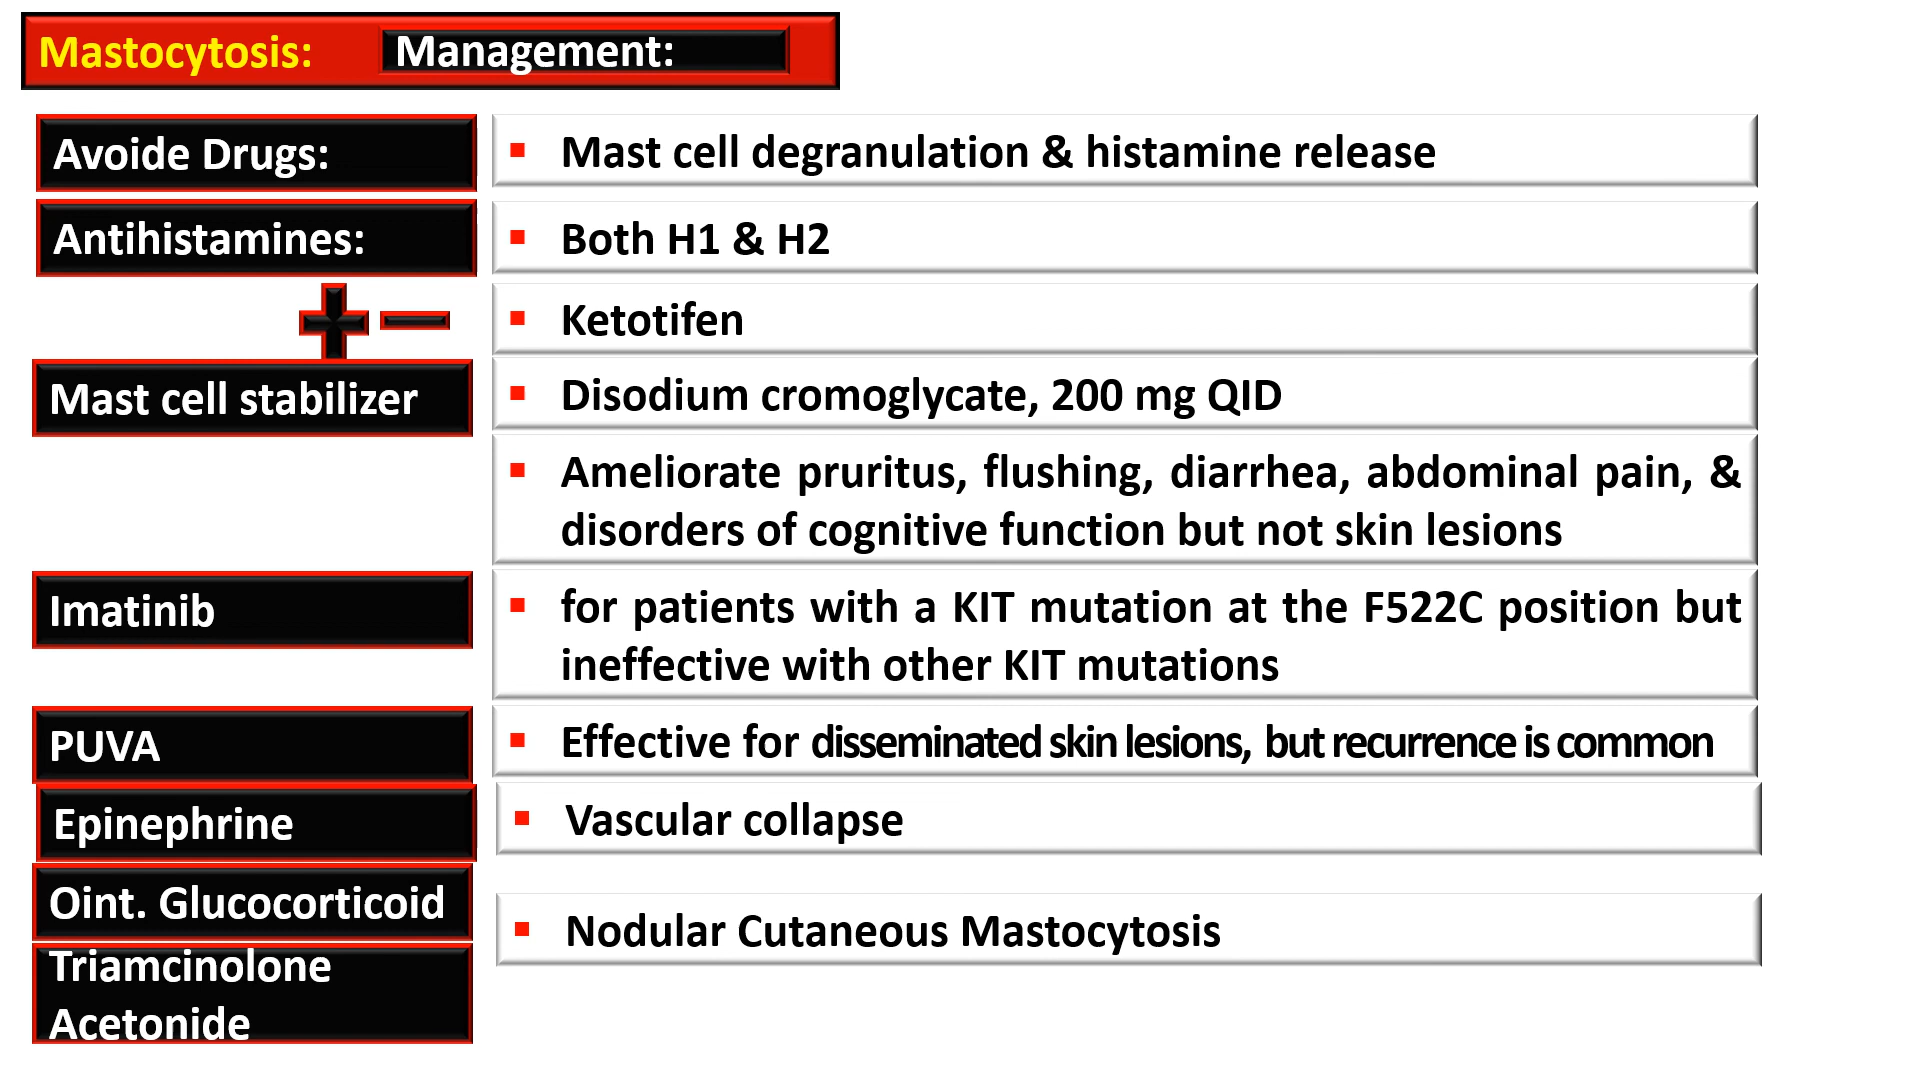 Mastocytosis: Management:
Avoide Drugs:
▪ Mast cell degranulation & histamine release
Antihistamines:
▪ Both H1 & H2
▪ Ketotifen
Mast cell stabilizer
▪ Disodium cromoglycate, 200 mg QID
▪ Ameliorate pruritus, flushing, diarrhea, abdominal pain, &
disorders of cognitive function but not skin lesions
Imatinib
▪ for patients with a KIT mutation at the F522C position but
ineffective with other KIT mutations
PUVA
▪ Effective for disseminated skin lesions, but recurrence is common
Epinephrine
▪ Vascular collapse
Oint. Glucocorticoid
▪ Nodular Cutaneous Mastocytosis
Triamcinolone
Acetonide